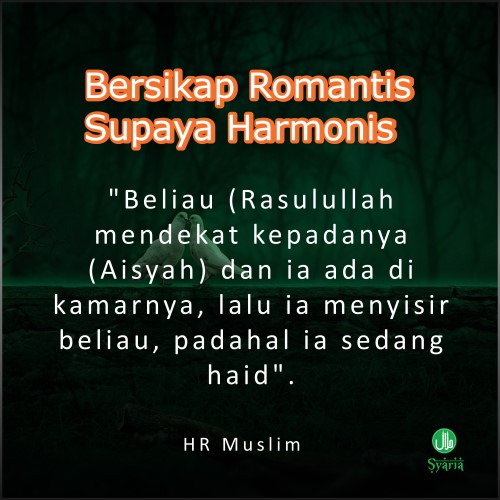 Bersikap Romantis
Supaya Harmonis
"Beliau (Rasulullah
mendekat kepadanya
(Aisyah) dan ia ada di
kamarnya, lalu ia menyisir
beliau, padahal ia sedang
haid".
HR Muslim
حلال
Syaria